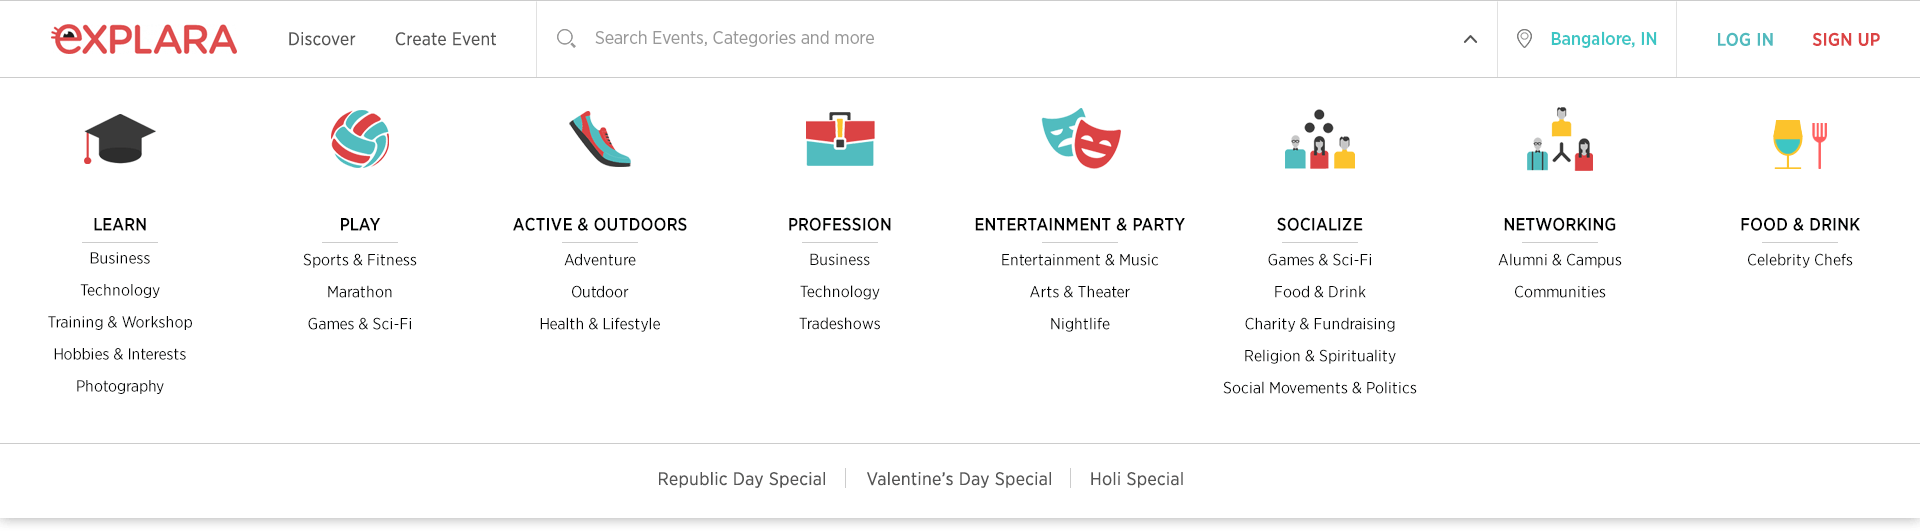 eXPLARA
Discover
Create Event
Search Events, Categories and more
Bangalore, IN
LOG IN
SIGN UP
LEARN
Business
Technology
Training & Workshop
Hobbies & Interests
Photography
PLAY
Sports & Fitness
Marathon
Games & Sci-Fi
ACTIVE & OUTDOORS
Adventure
Outdoor
Health & Lifestyle
PROFESSION
Business
Technology
Tradeshows
ENTERTAINMENT & PARTY
Entertainment & Music
Arts & Theater
Nightlife
SOCIALIZE
Games & Sci-Fi
Food & Drink
Charity & Fundraising
Religion & Spirituality
Social Movements & Politics
NETWORKING
Alumni & Campus
Communities
FOOD & DRINK
Celebrity Chefs
Republic Day Special
Valentine's Day Special
Holi Special